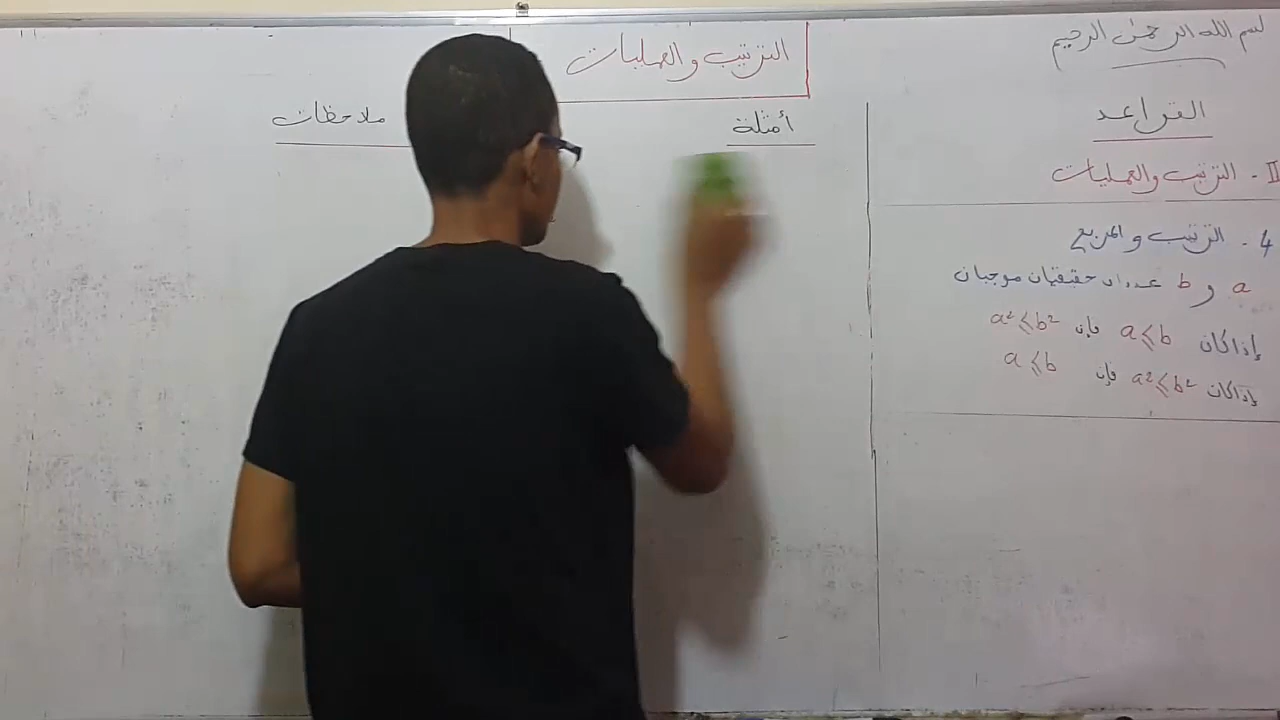 بسم الله الرحمن الرحيم
الترتيب والعمليات
القواعد
أمثلة
ملاحظات
II - الترتيب والعمليات
4 - الترتيب والمربع
a و b عددان حقيقيان موجبان
إذا كان a ⩽ b فإن a² ⩽ b²
إذا كان a² ⩽ b² فإن a ⩽ b